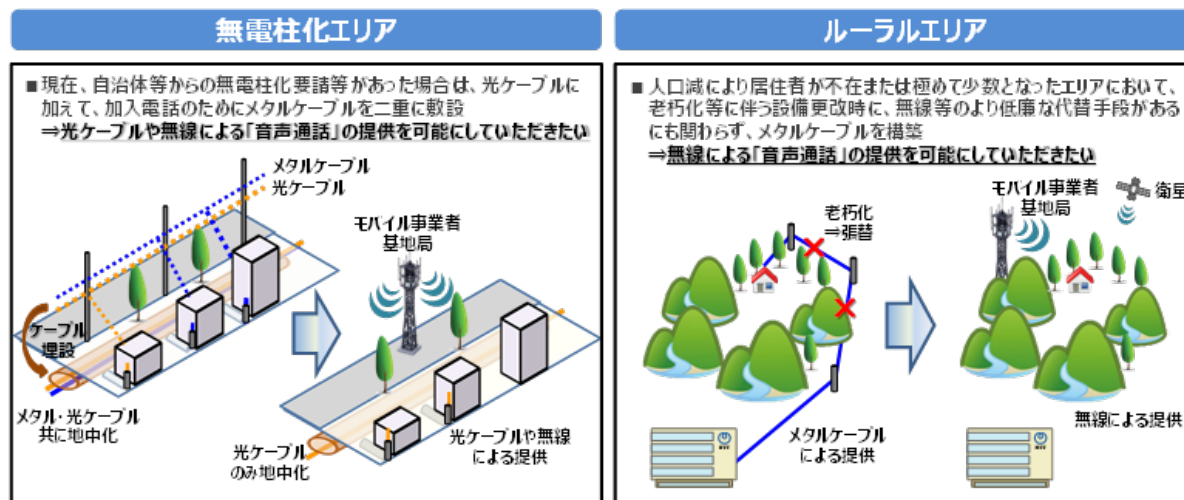 無電柱化エリア
■現在、自治体等からの無電柱化要請等があった場合は、光ケーブルに
加えて、加入電話のためにメタルケーブルを二重に敷設
⇒光ケーブルや無線による「音声通話」の提供を可能にしていただきたい
メタルケーブル
光ケーブル
モバイル事業者
基地局
ケーブル
埋設
メタル・光ケーブル
共に地中化
光ケーブル
のみ地中化
光ケーブルや無線
による提供
ルーラルエリア
■人口減により居住者が不在または極めて少数となったエリアにおいて、
老朽化等に伴う設備更改時に、無線等のより低廉な代替手段がある
にも関わらず、メタルケーブルを構築
⇒無線による「音声通話」の提供を可能にしていただきたい
モバイル事業者
基地局
衛星
老朽化
⇒張替
メタルケーブル
による提供
無線による提供